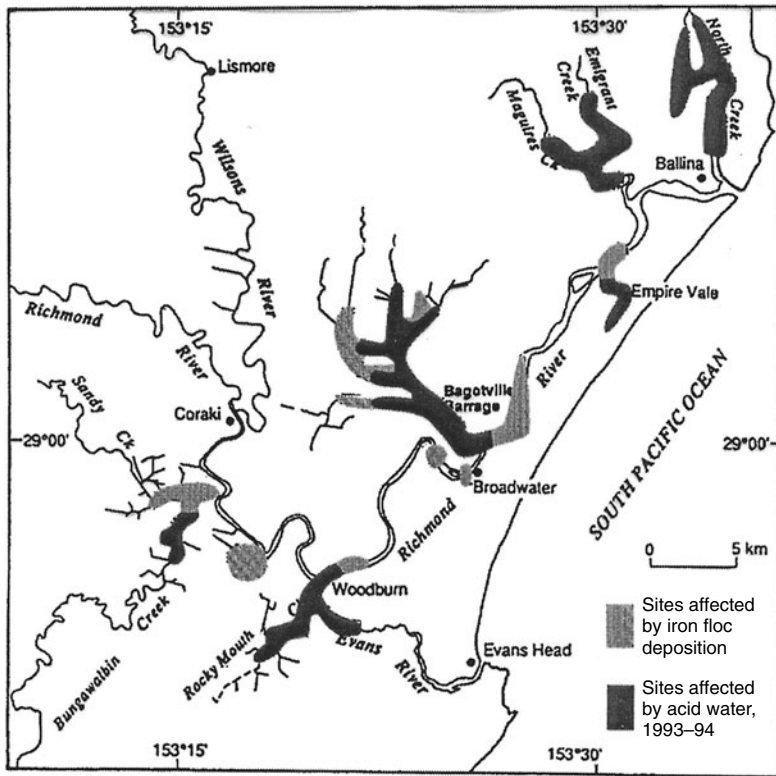 153°15'
153°30'
Lismore
North
Creek
Emigrant
Creek
Maguires
Ck
Ballina
Wilsons
River
Empire Vale
Richmond
River
Sandy
Ck
Coraki
Bagotville
Barrage
River
29°00'
29°00'
Broadwater
Richmond
SOUTH PACIFIC OCEAN
0 5 km
Woodburn
Creek
Bungawalbin
Rocky Mouth
Evans
River
Evans Head
Sites affected
by iron floc
deposition
Sites affected
by acid water,
1993–94
153°15'
153°30'